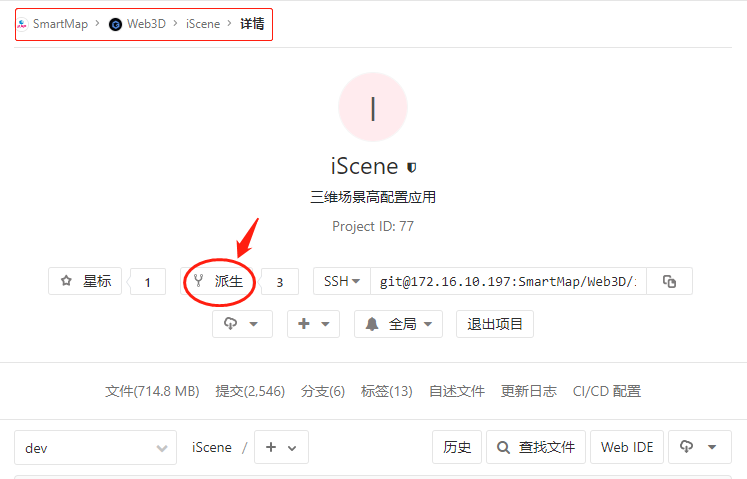 SmartMap > Web3D > iScene > 详情
I
iScene
三维场景高配置应用
Project ID: 77
星标 1 派生 3 SSH git@172.16.10.197:SmartMap/Web3D/
全局 退出项目
文件(714.8 MB) 提交(2,546) 分支(6) 标签(13) 自述文件 更新日志 CI/CD 配置
dev iScene / + 历史 查找文件 Web IDE